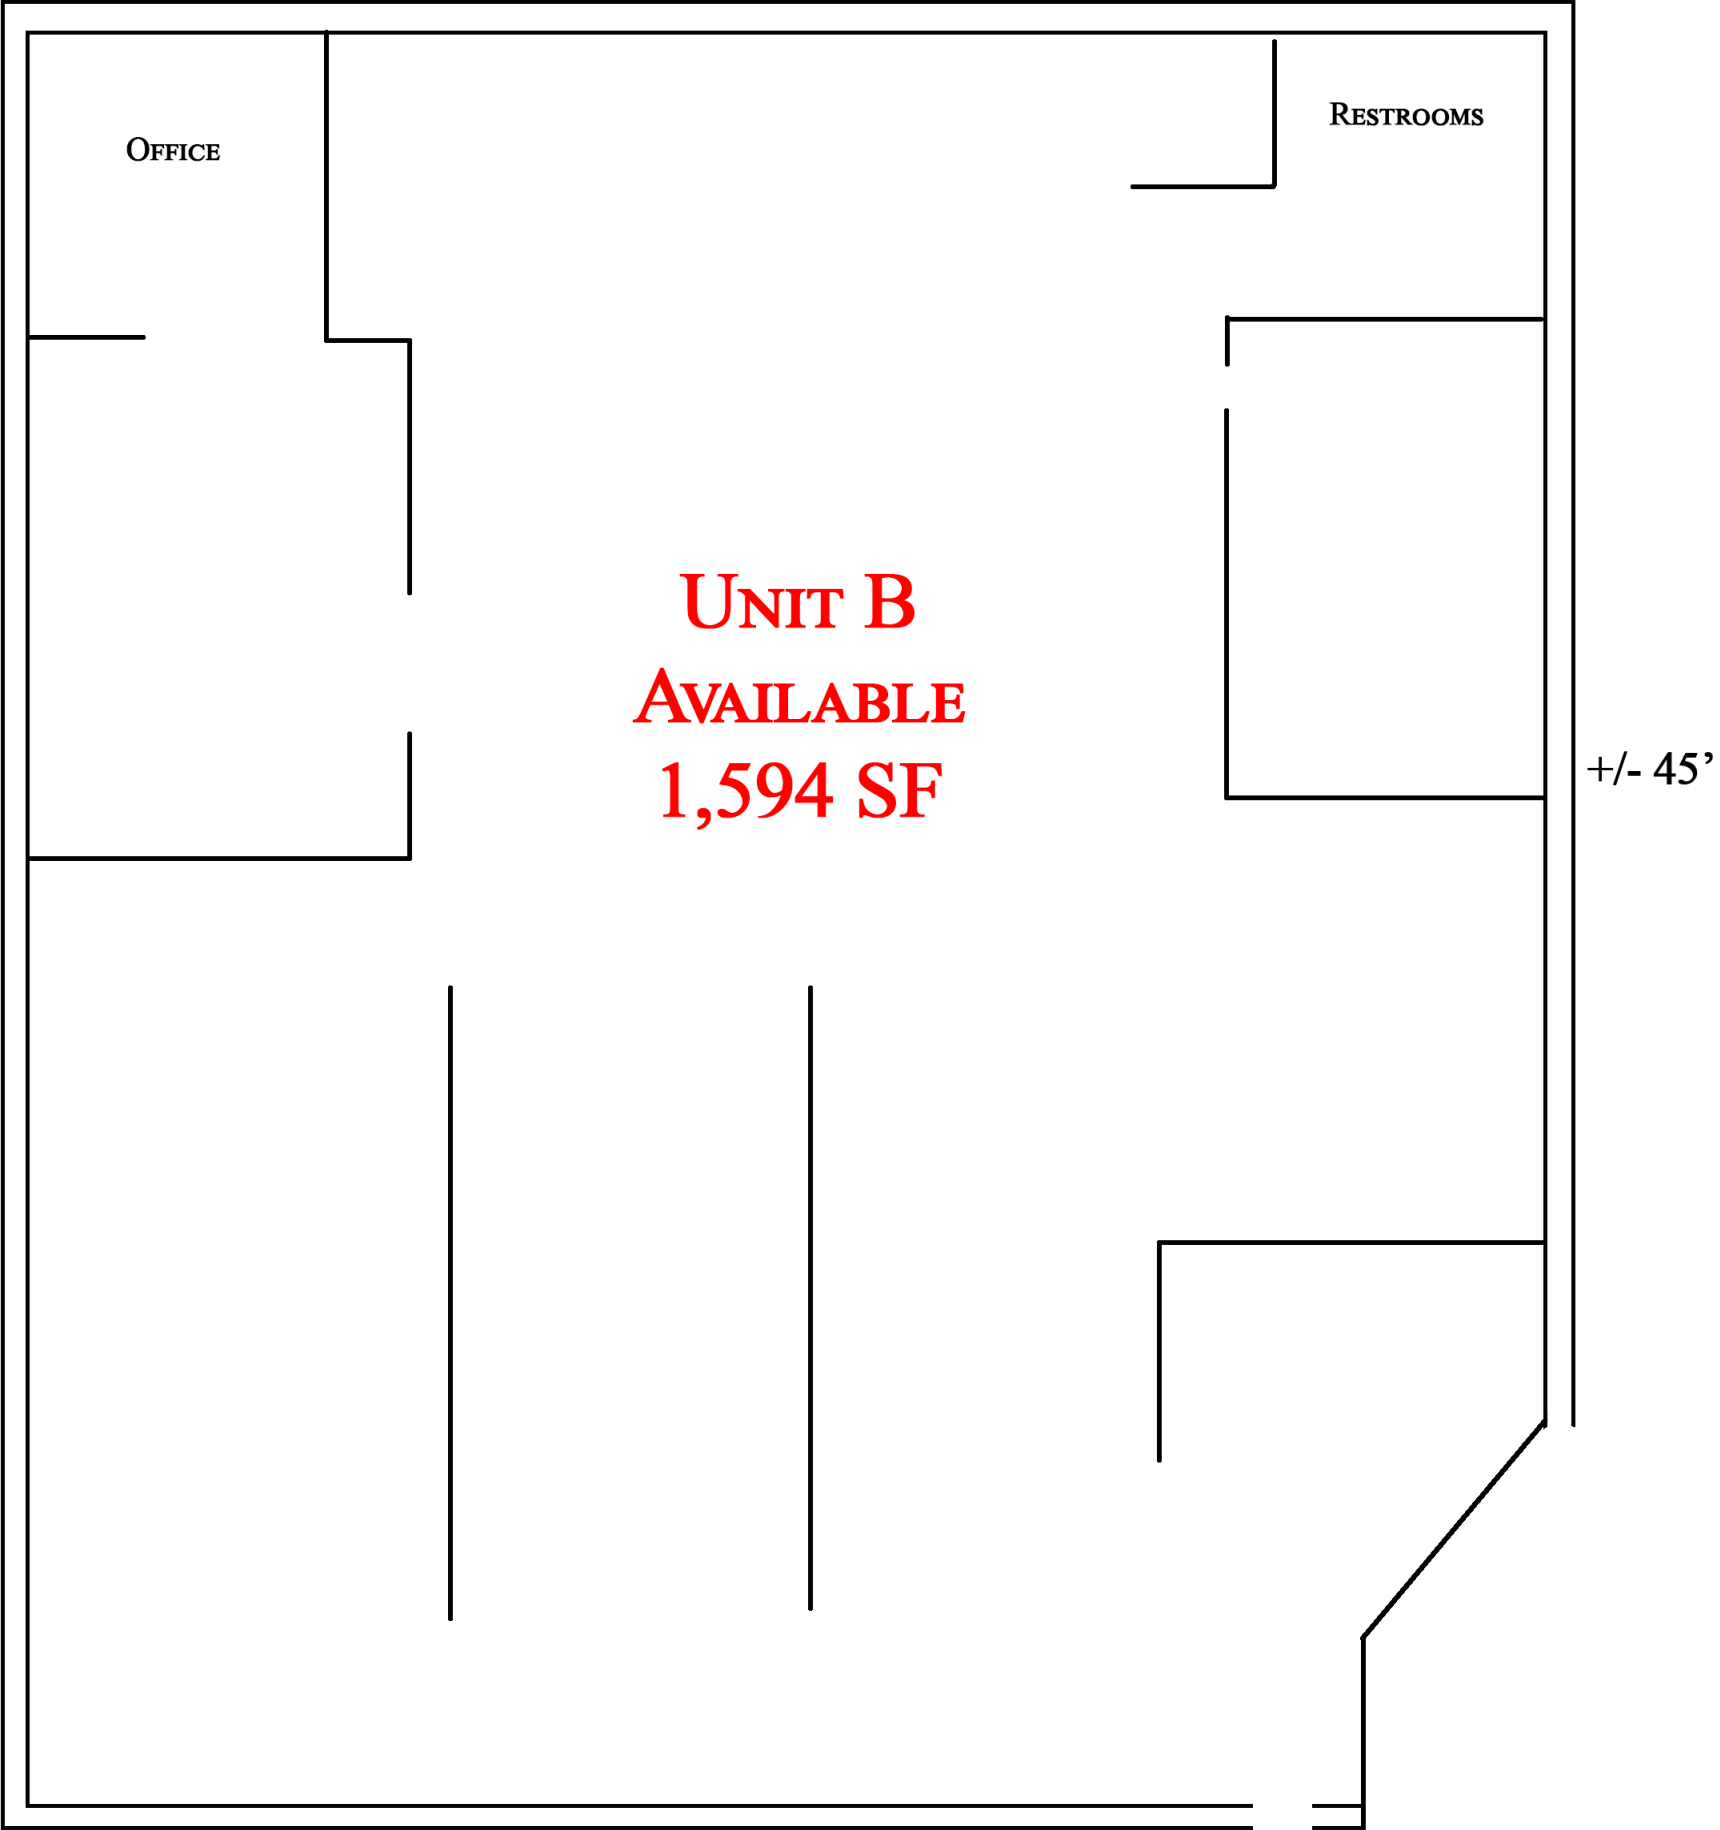 Office
Restrooms
Unit B
Available
1,594 SF
+/- 45’